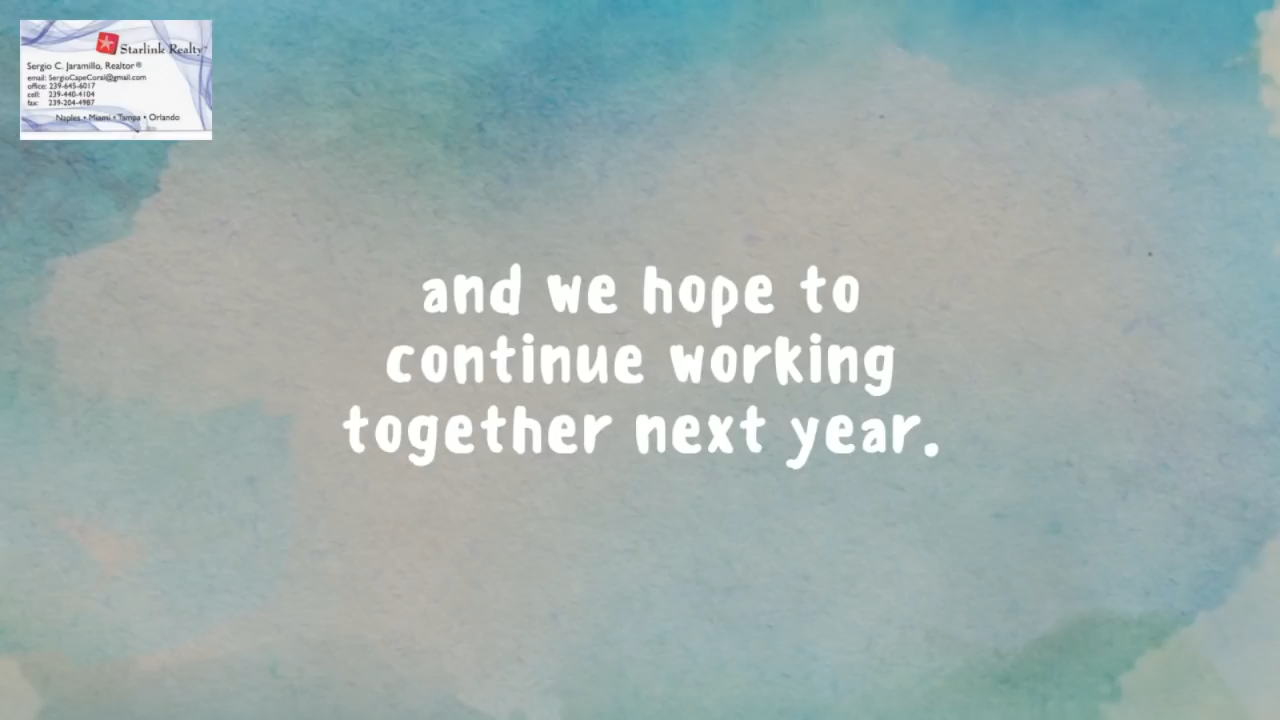 Starlink Realty
Sergio C. Jaramillo, Realtor®
email: SergioCapeCoral@gmail.com
office: 239-645-6017
cell: 239-440-4104
fax: 239-204-4987
Naples • Miami • Tampa • Orlando
and we hope to
continue working
together next year.